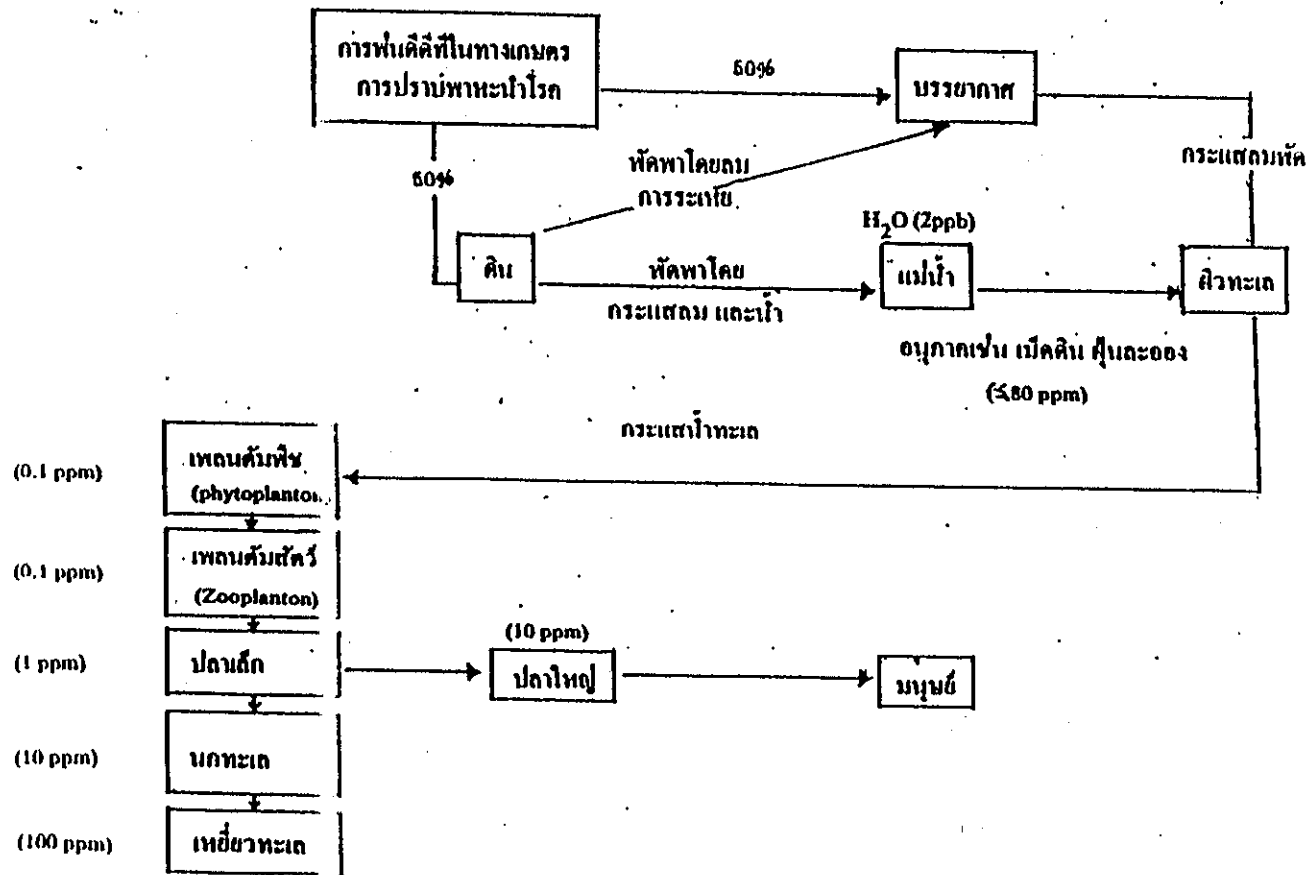 การพ่นดีดีทีในทางเกษตร
การปราบพาหะนำโรค
50%
บรรยากาศ
กระแสลมพัด
50%
พัดพาโดยลม
การระเหย
H₂O (2ppb)
ดิน
พัดพาโดย
กระแสลม และน้ำ
แม่น้ำ
ผิวทะเล
อนุภาคเช่น เม็ดดิน ฝุ่นละออง
(≤80 ppm)
กระแสน้ำทะเล
(0.1 ppm)
เพลนตัมพืช
(phytoplanton)
(0.1 ppm)
เพลนตัมสัตว์
(Zooplanton)
(1 ppm)
ปลาเล็ก
(10 ppm)
ปลาใหญ่
มนุษย์
(10 ppm)
นกทะเล
(100 ppm)
เหยี่ยวทะเล